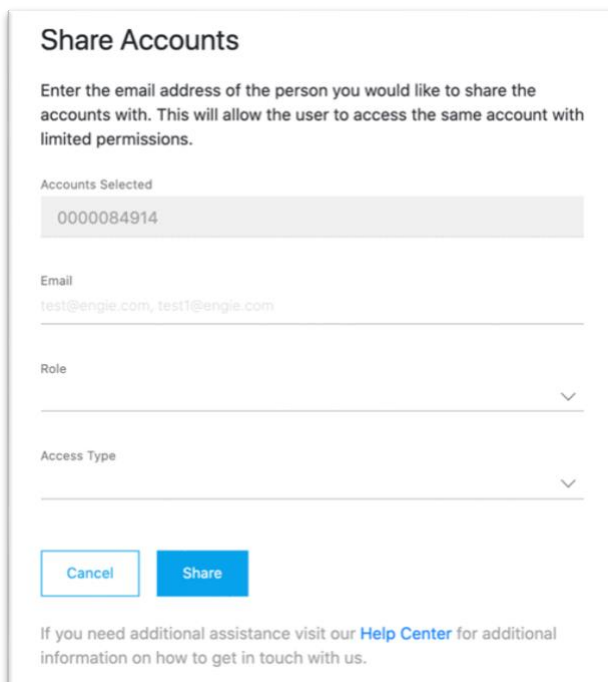 Share Accounts
Enter the email address of the person you would like to share the
accounts with. This will allow the user to access the same account with
limited permissions.
Accounts Selected
0000084914
Email
test@engie.com, test1@engie.com
Role
Access Type
Cancel Share
If you need additional assistance visit our Help Center for additional
information on how to get in touch with us.